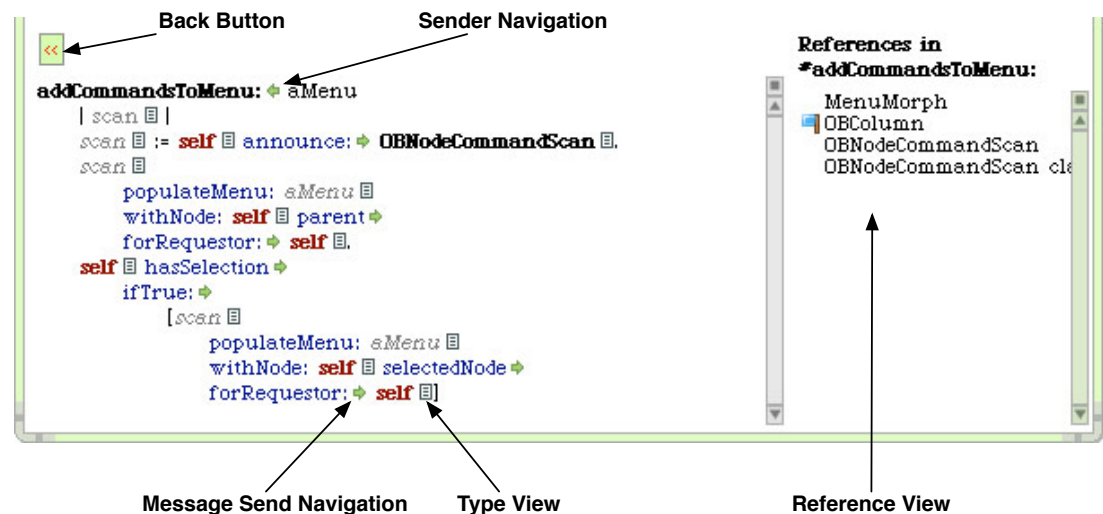 Back Button
Sender Navigation
<<
addCommandsToMenu: aMenu
| scan |
scan := self announce: OBNodeCommandScan.
scan
populateMenu: aMenu
withNode: self parent
forRequestor: self.
self hasSelection
ifTrue:
[scan
populateMenu: aMenu
withNode: self selectedNode
forRequestor: self]
References in
#addCommandsToMenu:
MenuMorph
OBColumn
OBNodeCommandScan
OBNodeCommandScan cla
Message Send Navigation
Type View
Reference View